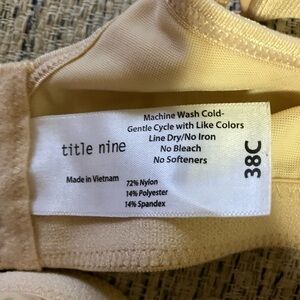 Machine Wash Cold-
Gentle Cycle with Like Colors
Line Dry/No Iron
No Bleach
No Softeners
title nine
Made in Vietnam
72% Nylon
14% Polyester
14% Spandex
38C